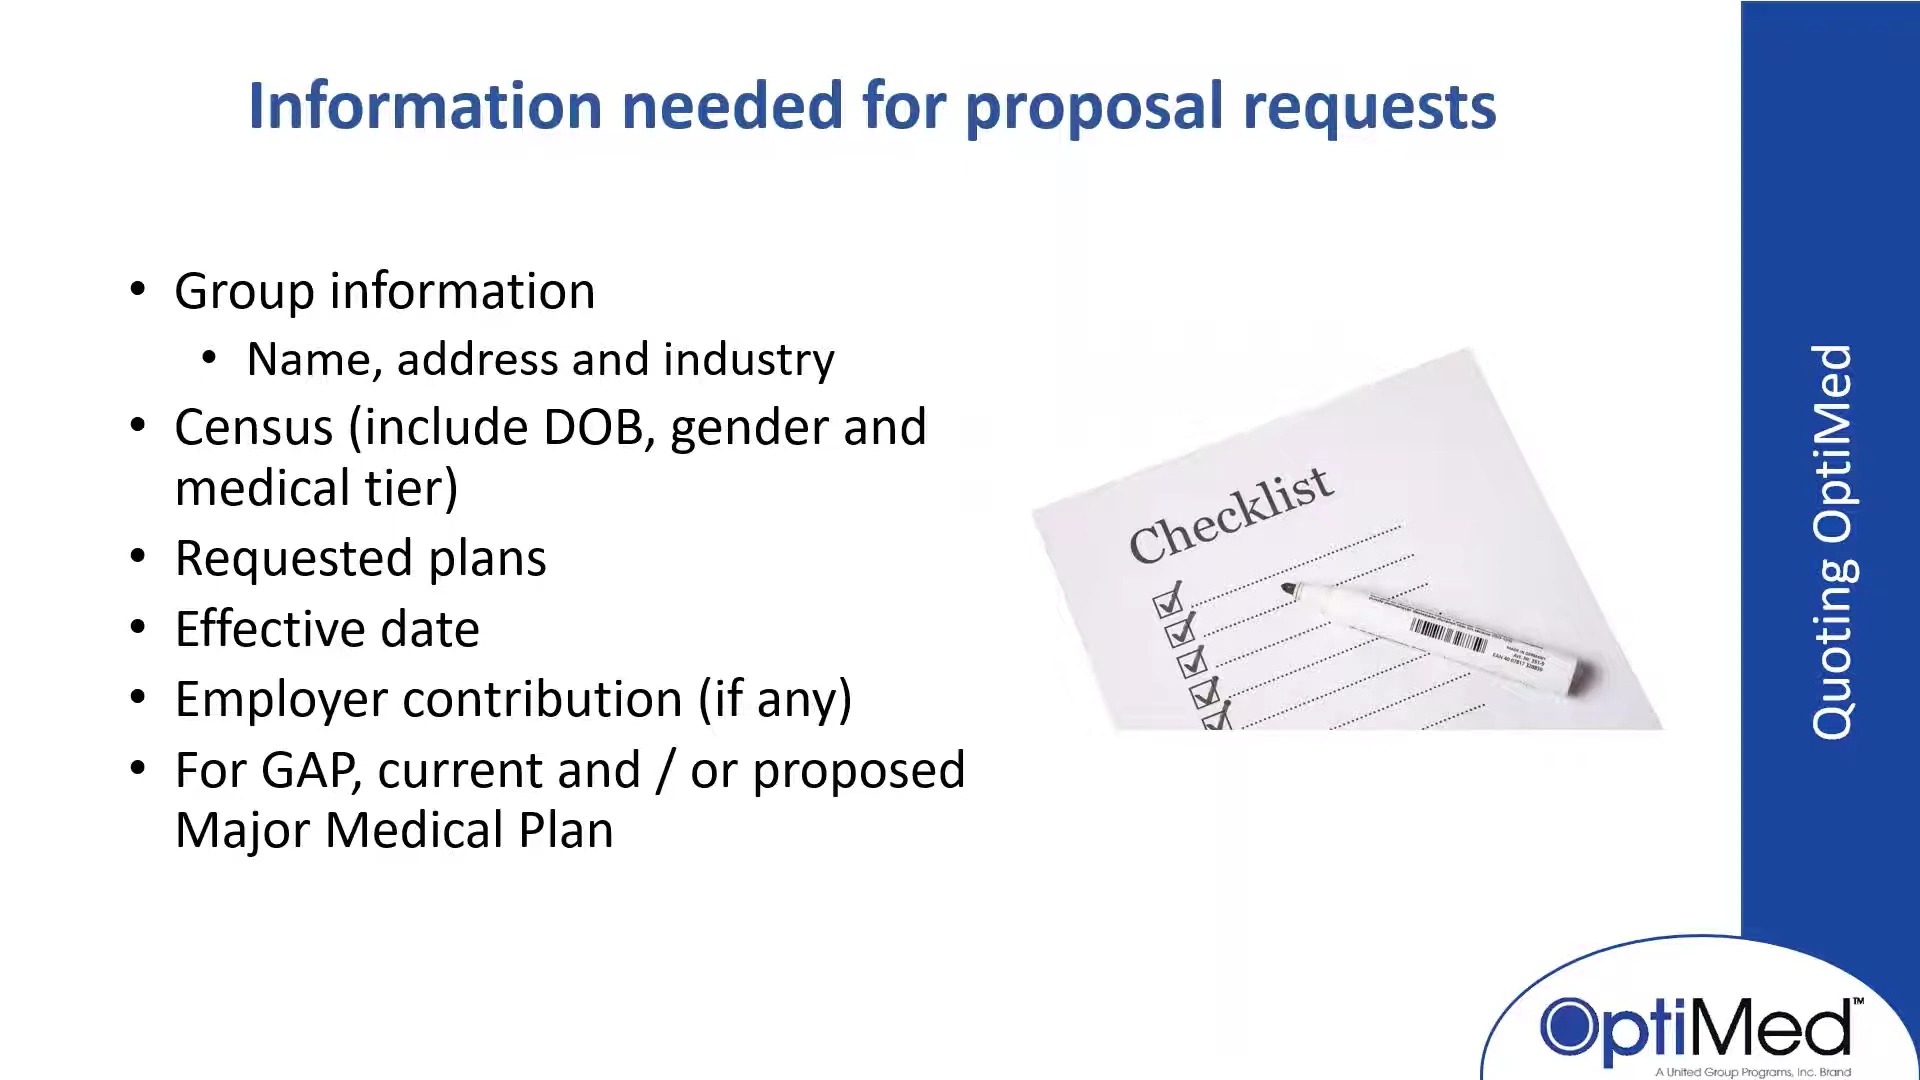 Information needed for proposal requests
• Group information
• Name, address and industry
• Census (include DOB, gender and
medical tier)
• Requested plans
• Effective date
• Employer contribution (if any)
• For GAP, current and / or proposed
Major Medical Plan
Checklist
Quoting OptiMed
OptiMed™
A United Group Programs, Inc. Brand